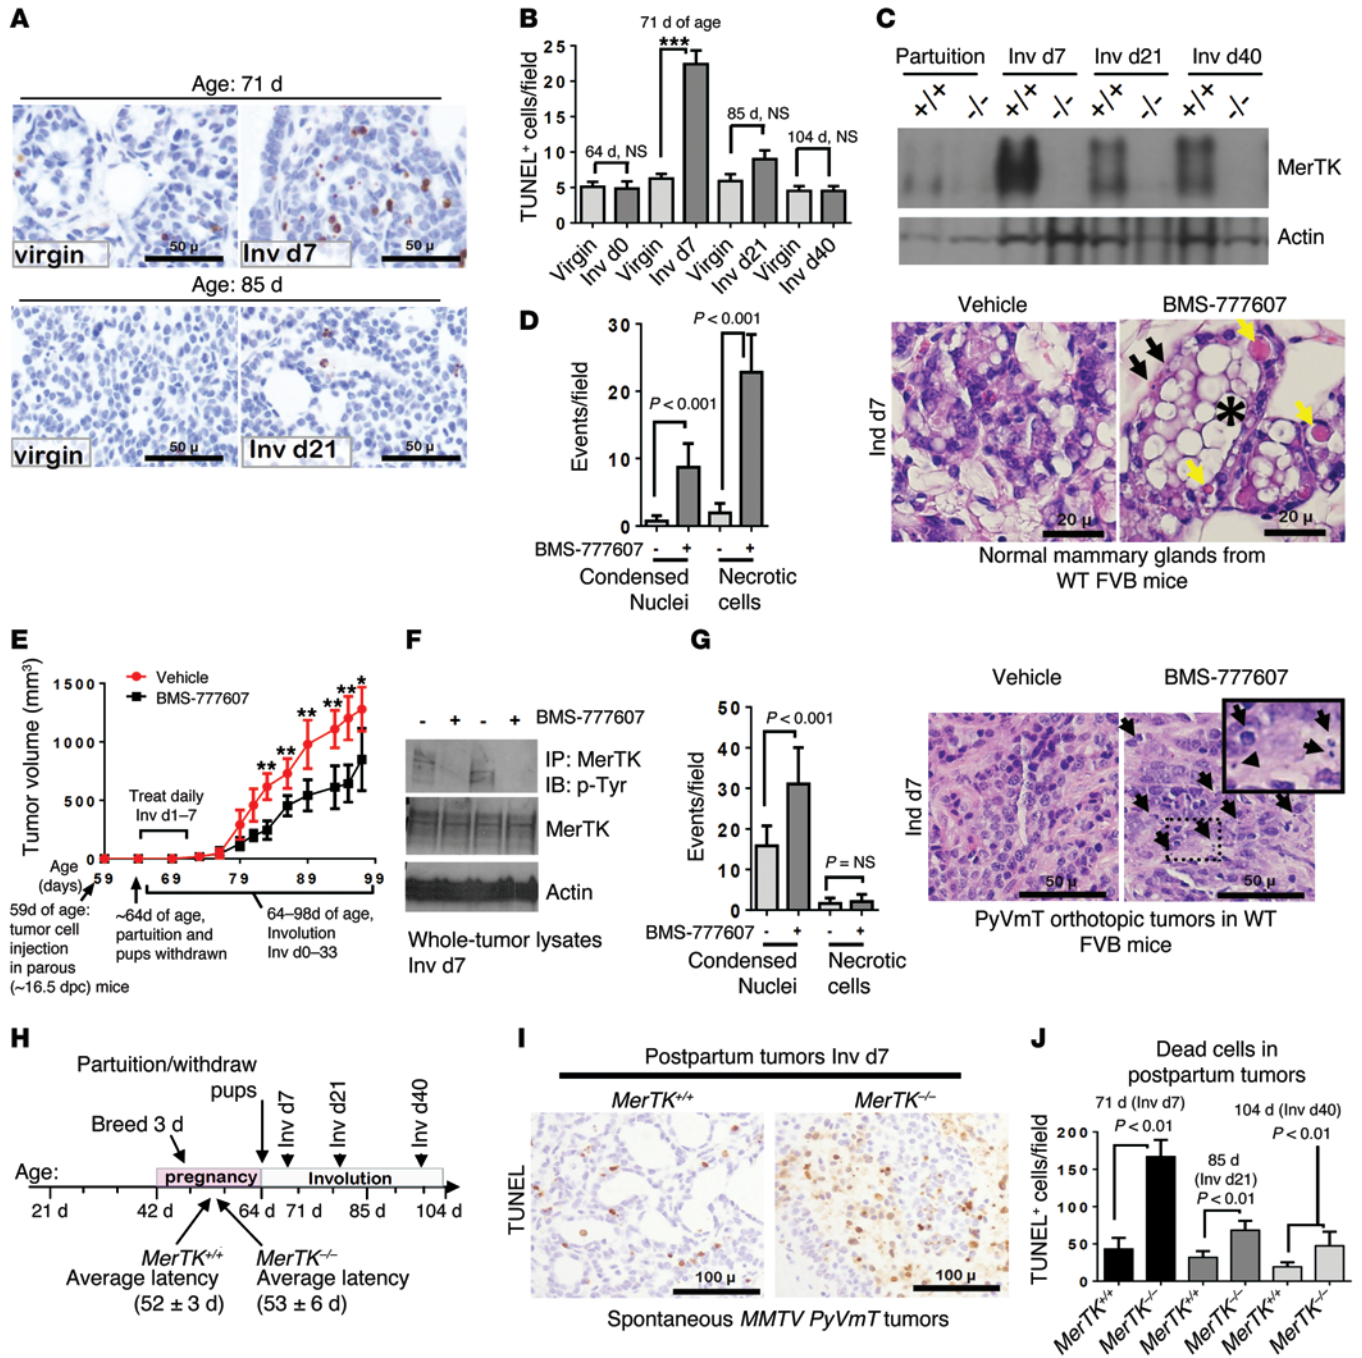 A
Age: 71 d
virgin
50 µ
Inv d7
50 µ
Age: 85 d
virgin
50 µ
Inv d21
50 µ
B
71 d of age
***
64 d, NS
85 d, NS
104 d, NS
TUNEL+ cells/field
25
20
15
10
5
0
Virgin
Inv d0
Virgin
Inv d7
Virgin
Inv d21
Virgin
Inv d40
C
Partuition
Inv d7
Inv d21
Inv d40
+/+
-/-
+/+
-/-
+/+
-/-
+/+
-/-
MerTK
Actin
D
P < 0.001
P < 0.001
Events/field
30
20
10
0
BMS-777607
- + - +
Condensed Nuclei
Necrotic cells
Vehicle
BMS-777607
Ind d7
*
20 µ
20 µ
Normal mammary glands from
WT FVB mice
E
Tumor volume (mm3)
1500
1000
500
0
Vehicle
BMS-777607
** ** ** ** ** *
Treat daily
Inv d1–7
Age
(days)
59 69 79 89 99
59d of age:
tumor cell
injection
in parous
(~16.5 dpc) mice
~64d of age,
partuition and
pups withdrawn
64–98d of age,
Involution
Inv d0–33
F
- + - + BMS-777607
IP: MerTK
IB: p-Tyr
MerTK
Actin
Whole-tumor lysates
Inv d7
G
P < 0.001
P = NS
Events/field
50
40
30
20
10
0
BMS-777607
- + - +
Condensed Nuclei
Necrotic cells
Vehicle
BMS-777607
Ind d7
50 µ
50 µ
PyVmT orthotopic tumors in WT
FVB mice
H
Partuition/withdraw
pups
Inv d7
Inv d21
Inv d40
Breed 3 d
Age:
pregnancy
Involution
21 d 42 d 64 d 71 d 85 d 104 d
MerTK+/+
Average latency
(52 ± 3 d)
MerTK–/–
Average latency
(53 ± 6 d)
I
Postpartum tumors Inv d7
MerTK+/+
MerTK–/–
TUNEL
100 µ
100 µ
Spontaneous MMTV PyVmT tumors
J
Dead cells in
postpartum tumors
71 d (Inv d7)
P < 0.01
85 d
(Inv d21)
P < 0.01
104 d (Inv d40)
P < 0.01
TUNEL+ cells/field
200
150
100
50
0
MerTK+/+
MerTK–/–
MerTK+/+
MerTK–/–
MerTK+/+
MerTK–/–